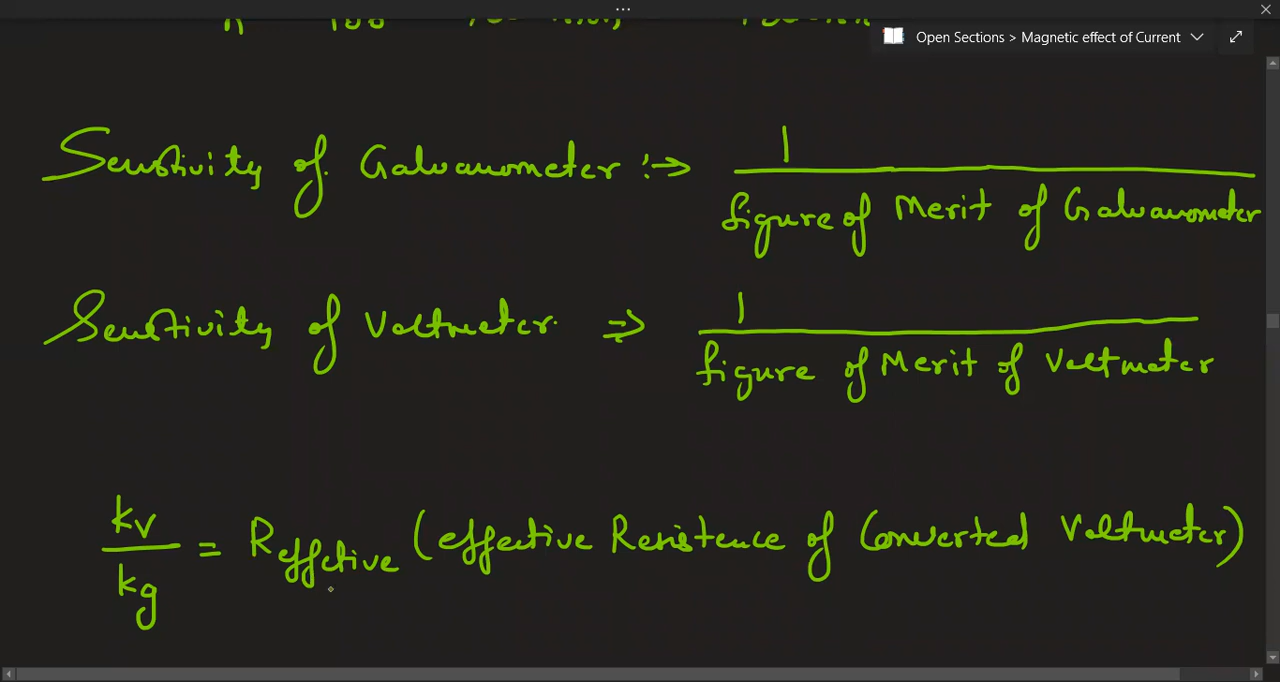 Open Sections > Magnetic effect of Current
Sensitivity of Galvanometer :→ 1
figure of Merit of Galvanometer
Sensitivity of Voltmeter ⇒ 1
figure of Merit of Voltmeter
kv
kg = Reffetive (effective Resistence of Converted Voltmeter)